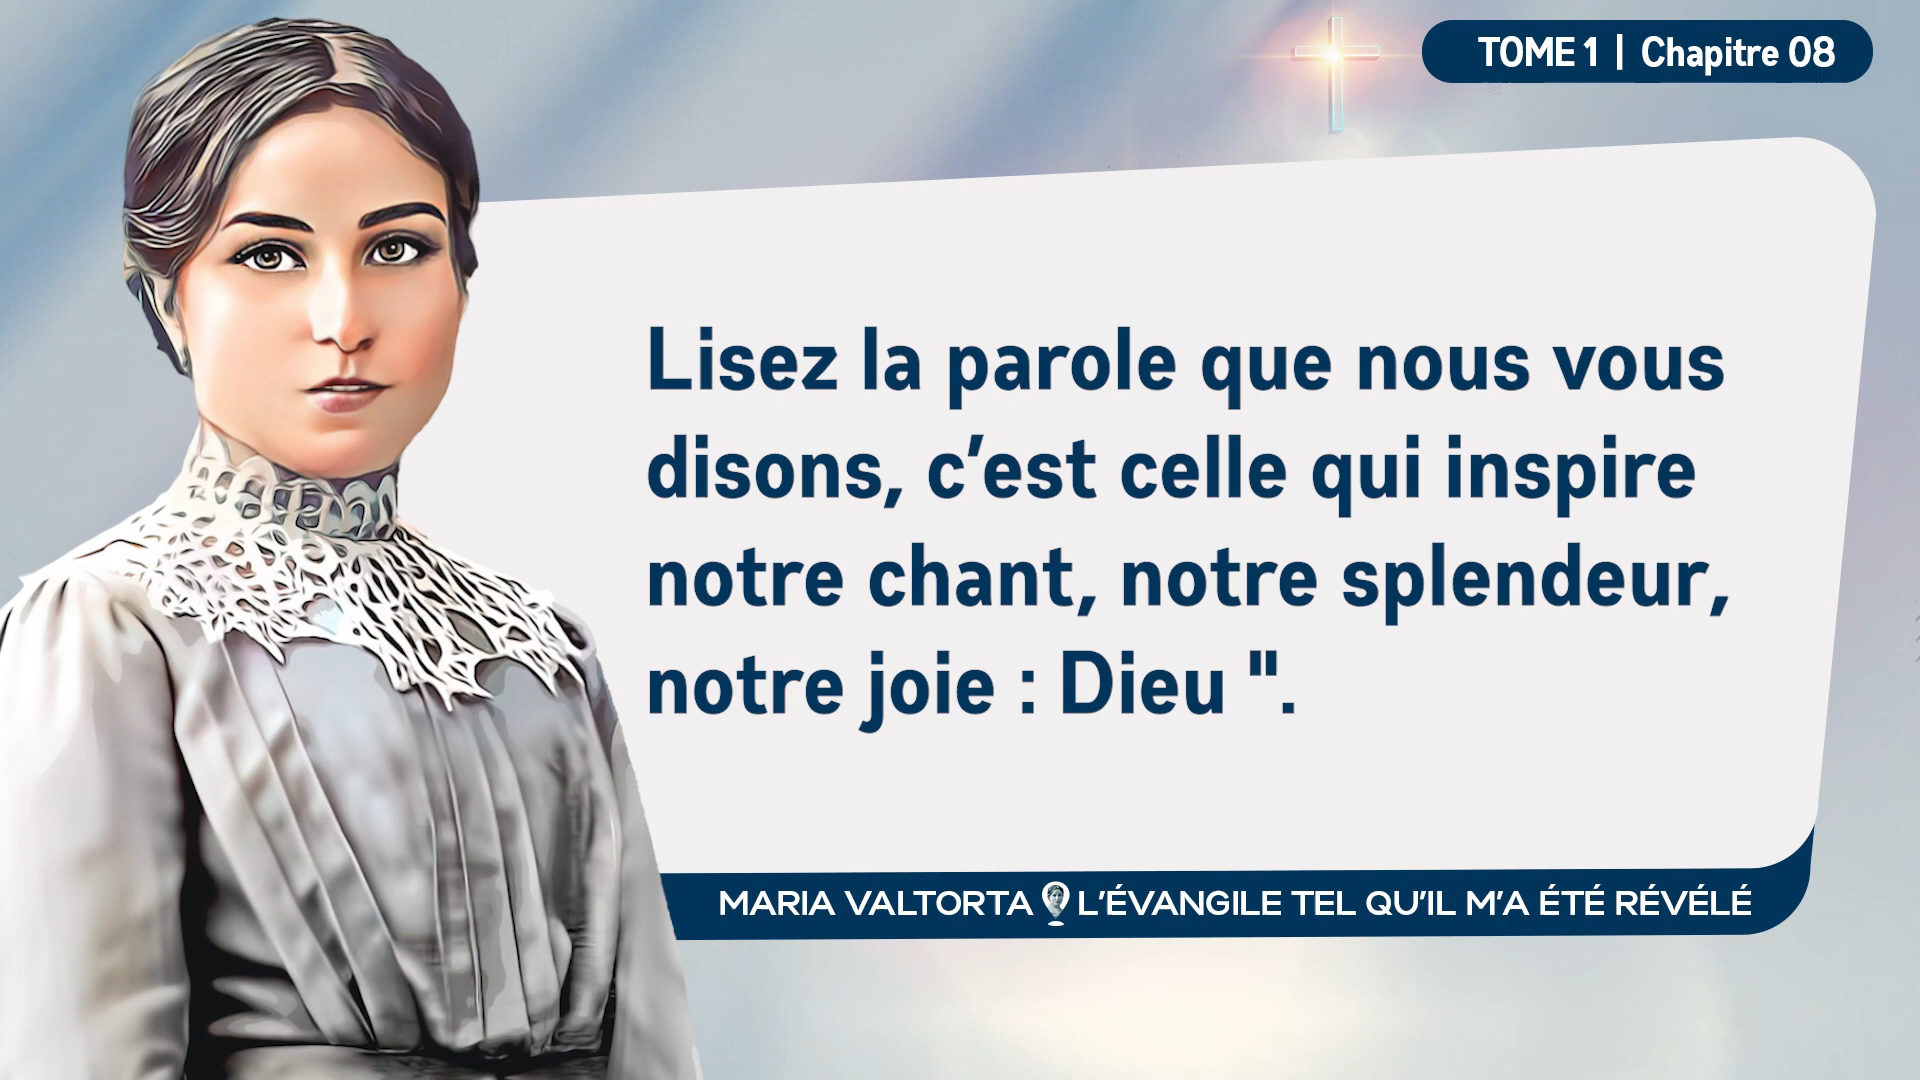 TOME 1 | Chapitre 08
Lisez la parole que nous vous
disons, c’est celle qui inspire
notre chant, notre splendeur,
notre joie : Dieu ".
MARIA VALTORTA L’ÉVANGILE TEL QU’IL M’A ÉTÉ RÉVÉLÉ